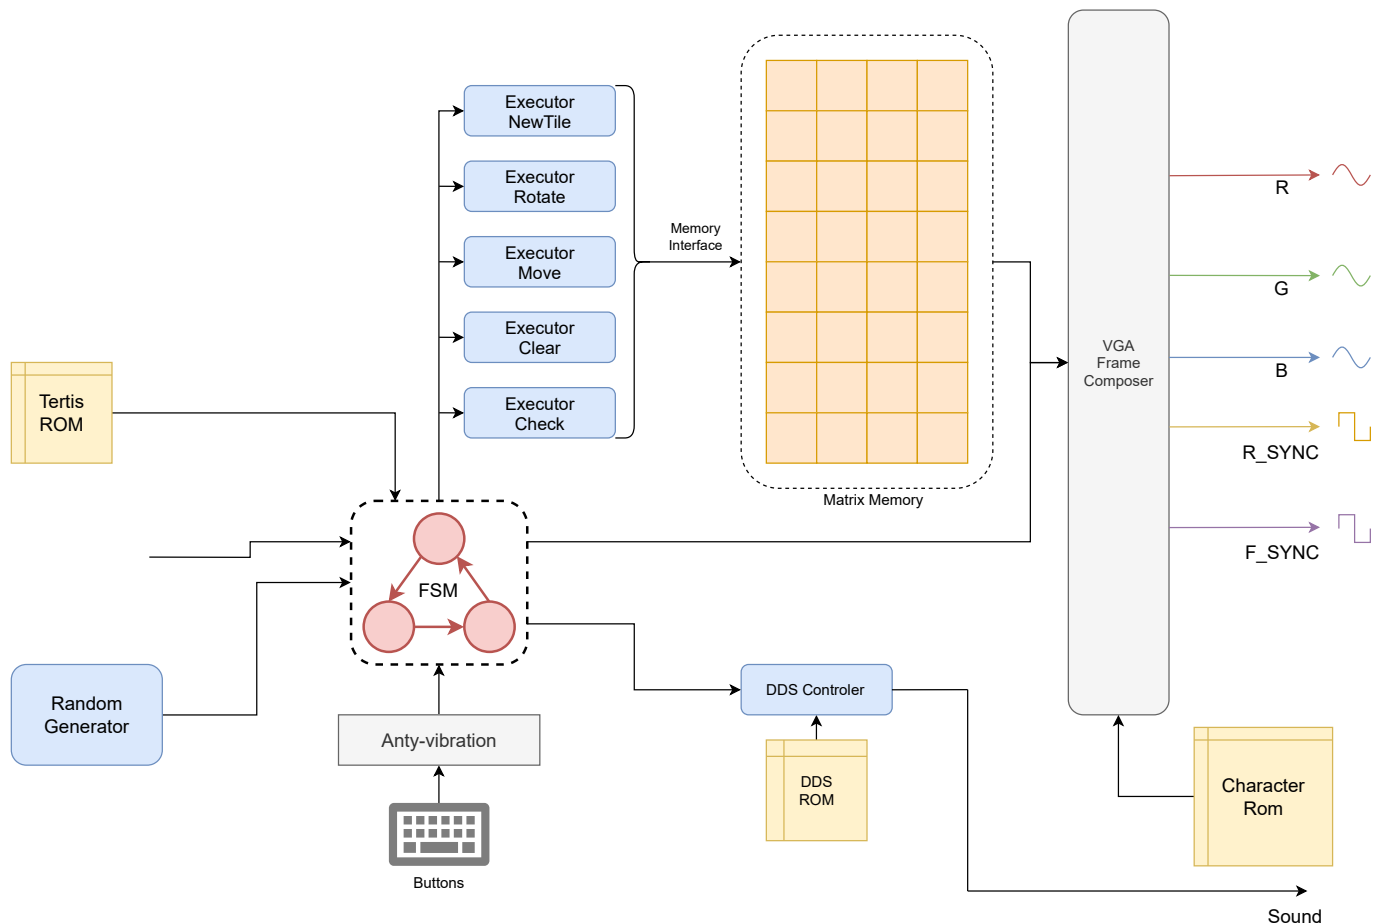 Executor
NewTile
Executor
Rotate
Executor
Move
Executor
Clear
Executor
Check
Memory
Interface
Matrix Memory
VGA
Frame
Composer
R
G
B
R_SYNC
F_SYNC
Tertis
ROM
FSM
Random
Generator
Anty-vibration
Buttons
DDS Controler
DDS
ROM
Character
Rom
Sound